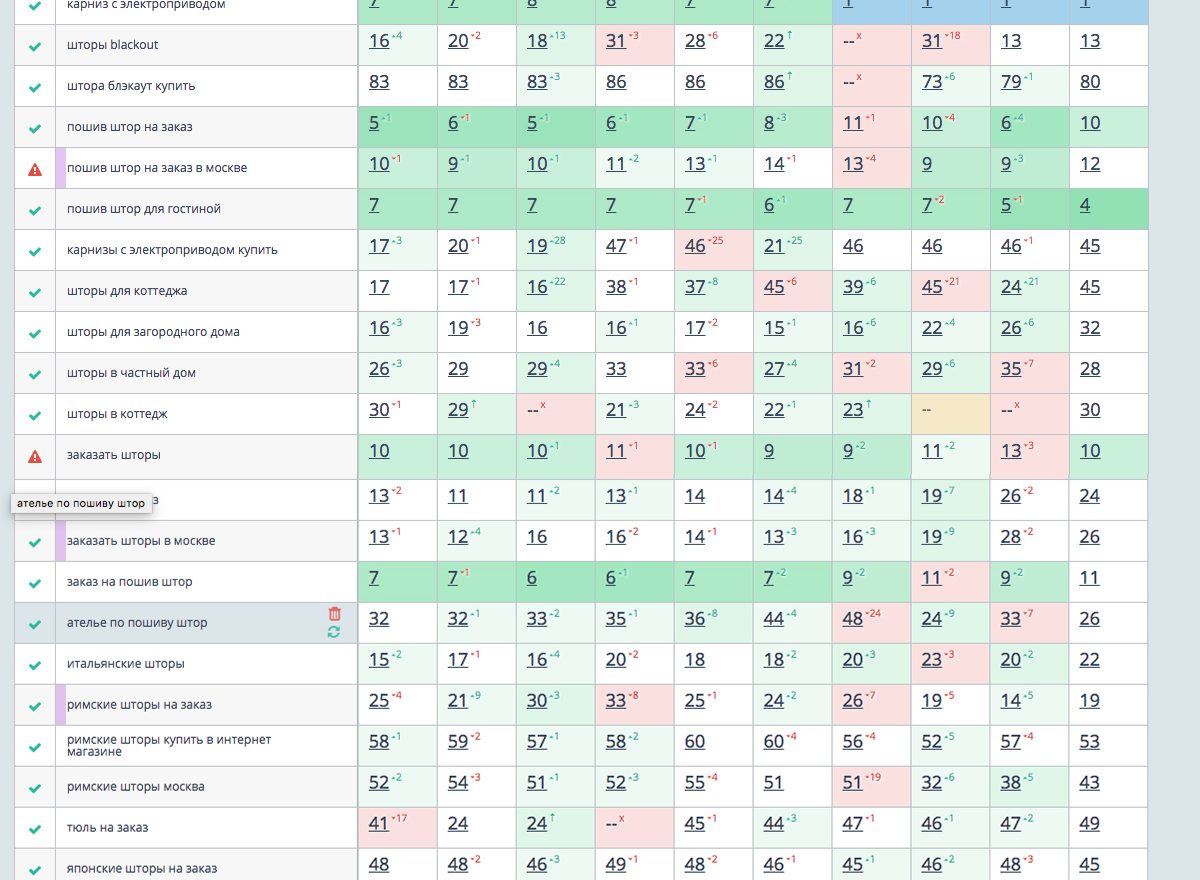 карниз с электроприводом 7 7 8 8 7 7 1 1 1 1
шторы blackout 16 4 20 2 18 13 31 3 28 6 22 ↑ -- x 31 18 13 13
штора блэкаут купить 83 83 83 3 86 86 86 ↑ -- x 73 6 79 1 80
пошив штор на заказ 5 1 6 1 5 1 6 1 7 1 8 3 11 1 10 4 6 4 10
пошив штор на заказ в москве 10 1 9 1 10 1 11 2 13 1 14 1 13 4 9 9 3 12
пошив штор для гостиной 7 7 7 7 7 1 6 1 7 7 2 5 1 4
карнизы с электроприводом купить 17 3 20 1 19 28 47 1 46 25 21 25 46 46 46 1 45
шторы для коттеджа 17 17 1 16 22 38 1 37 8 45 6 39 6 45 21 24 21 45
шторы для загородного дома 16 3 19 3 16 16 1 17 2 15 1 16 6 22 4 26 6 32
шторы в частный дом 26 3 29 29 4 33 33 6 27 4 31 2 29 6 35 7 28
шторы в коттедж 30 1 29 ↑ -- x 21 3 24 2 22 1 23 ↑ -- -- x 30
заказать шторы 10 10 10 1 11 1 10 1 9 9 2 11 2 13 3 10
ателье по пошиву штор з 13 2 11 11 2 13 1 14 14 4 18 1 19 7 26 2 24
заказать шторы в москве 13 1 12 4 16 16 2 14 1 13 3 16 3 19 9 28 2 26
заказ на пошив штор 7 7 1 6 6 1 7 7 2 9 2 11 2 9 2 11
ателье по пошиву штор 32 32 1 33 2 35 1 36 8 44 4 48 24 24 9 33 7 26
итальянские шторы 15 2 17 1 16 4 20 2 18 18 2 20 3 23 3 20 2 22
римские шторы на заказ 25 4 21 9 30 3 33 8 25 1 24 2 26 7 19 5 14 5 19
римские шторы купить в интернет
магазине 58 1 59 2 57 1 58 2 60 60 4 56 4 52 5 57 4 53
римские шторы москва 52 2 54 3 51 1 52 3 55 4 51 51 19 32 6 38 5 43
тюль на заказ 41 17 24 24 ↑ -- x 45 1 44 3 47 1 46 1 47 2 49
японские шторы на заказ 48 48 2 46 3 49 1 48 2 46 1 45 1 46 2 48 3 45